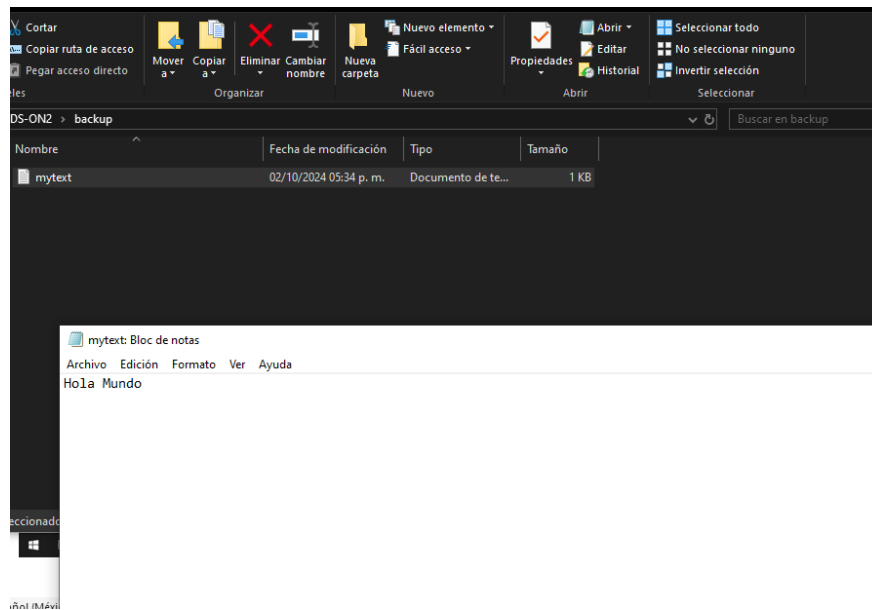 Cortar
Copiar ruta de acceso
Pegar acceso directo
Mover a
Copiar a
Eliminar
Cambiar nombre
Organizar
Nueva carpeta
Nuevo elemento
Fácil acceso
Nuevo
Propiedades
Abrir
Editar
Historial
Abrir
Seleccionar todo
No seleccionar ninguno
Invertir selección
Seleccionar
DS-ON2 > backup
Buscar en backup
Nombre Fecha de modificación Tipo Tamaño
mytext 02/10/2024 05:34 p. m. Documento de te... 1 KB
mytext: Bloc de notas
Archivo Edición Formato Ver Ayuda
Hola Mundo
eccionado